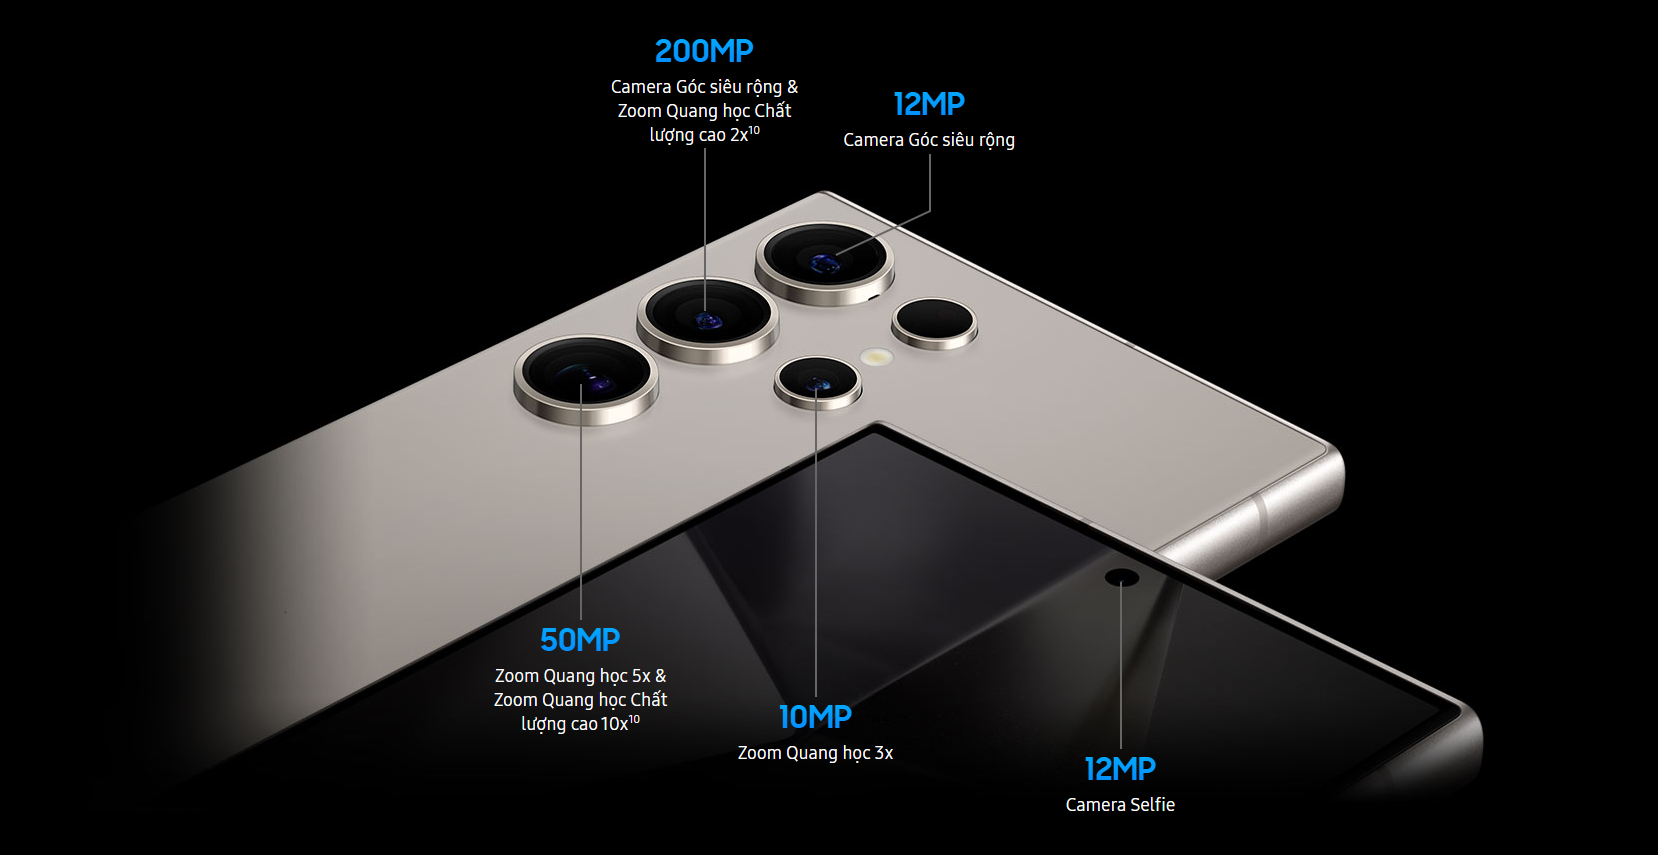 200MP
Camera Góc siêu rộng &
Zoom Quang học Chất
lượng cao 2x¹⁰
12MP
Camera Góc siêu rộng
50MP
Zoom Quang học 5x &
Zoom Quang học Chất
lượng cao 10x¹⁰
10MP
Zoom Quang học 3x
12MP
Camera Selfie